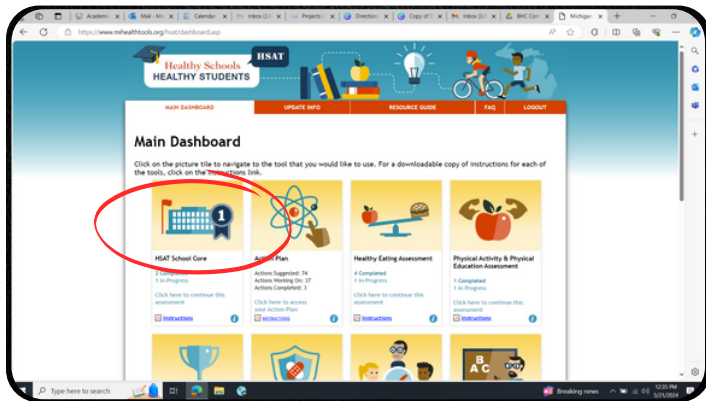 Academic
Mail - Mi
Calendar
Inbox (3,
Projects
Direction
Copy of
Inbox (3,
BHC Con
Michigan
https://www.mihealthtools.org/hsat/dashboard.asp
Healthy Schools
HEALTHY STUDENTS
HSAT
MAIN DASHBOARD
UPDATE INFO
RESOURCE GUIDE
FAQ
LOGOUT
Main Dashboard
Click on the picture tile to navigate to the tool that you would like to use. For a downloadable copy of instructions for each of
the tools, click on the instructions link.
1
HSAT School Core
2 Completed
1 In Progress
Click here to continue this
assessment
Instructions
Action Plan
Actions Suggested: 74
Actions Working On: 37
Actions Completed: 3
Click here to access
your Action Plan
INSTRUCTIONS
Healthy Eating Assessment
4 Completed
1 In Progress
Click here to continue this
assessment
Instructions
Physical Activity & Physical
Education Assessment
1 Completed
1 In Progress
Click here to continue this
assessment
Instructions
B
A C
Type here to search
Breaking news
12:35 PM
5/21/2024